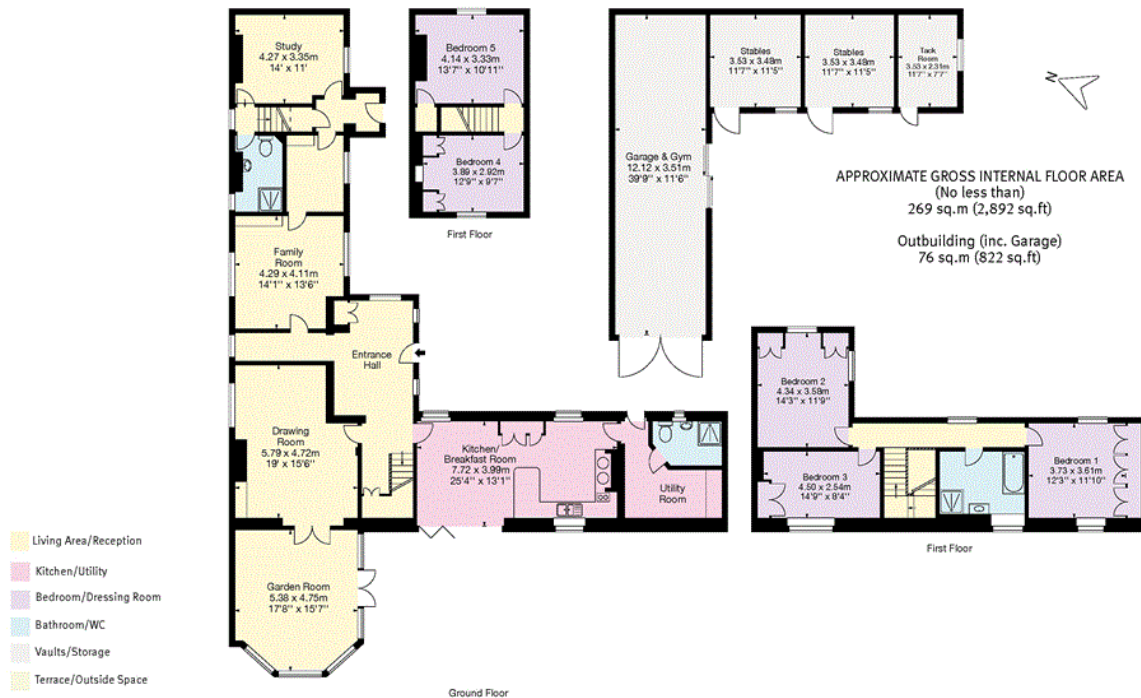 Study
4.27 x 3.35m
14' x 11'
Bedroom 5
4.14 x 3.33m
13'7" x 10'11"
Stables
3.53 x 3.48m
11'7" x 11'5"
Stables
3.53 x 3.48m
11'7" x 11'5"
Tack
Room
3.53 x 2.31m
11'7" x 7'7"
N
Bedroom 4
3.89 x 2.92m
12'9" x 9'7"
First Floor
Garage & Gym
12.12 x 3.51m
39'9" x 11'6"
APPROXIMATE GROSS INTERNAL FLOOR AREA
(No less than)
269 sq.m (2,892 sq.ft)
Outbuilding (inc. Garage)
76 sq.m (822 sq.ft)
Family
Room
4.29 x 4.11m
14'1" x 13'6"
Entrance
Hall
Drawing
Room
5.79 x 4.72m
19' x 15'6"
Kitchen/
Breakfast Room
7.72 x 3.99m
25'4" x 13'1"
Utility
Room
Bedroom 2
4.34 x 3.58m
14'3" x 11'9"
Bedroom 3
4.50 x 2.54m
14'9" x 8'4"
Bedroom 1
3.73 x 3.61m
12'3" x 11'10"
First Floor
Garden Room
5.38 x 4.75m
17'8" x 15'7"
Ground Floor
Living Area/Reception
Kitchen/Utility
Bedroom/Dressing Room
Bathroom/WC
Vaults/Storage
Terrace/Outside Space